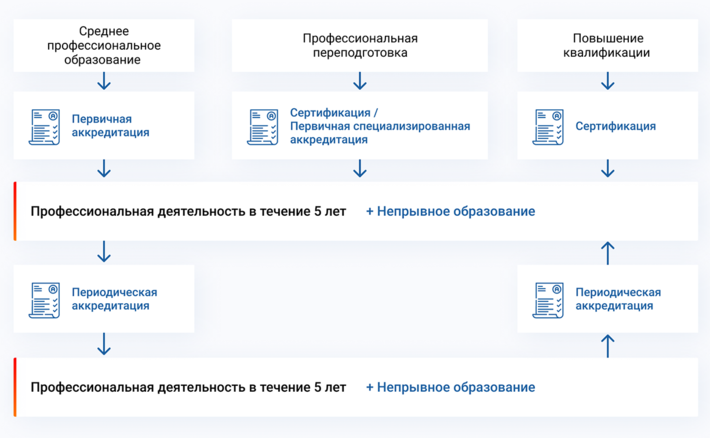 Среднее
профессиональное
образование
Профессиональная
переподготовка
Повышение
квалификации
Первичная
аккредитация
Сертификация /
Первичная специализированная
аккредитация
Сертификация
Профессиональная деятельность в течение 5 лет + Непрывное образование
Периодическая
аккредитация
Периодическая
аккредитация
Профессиональная деятельность в течение 5 лет + Непрывное образование